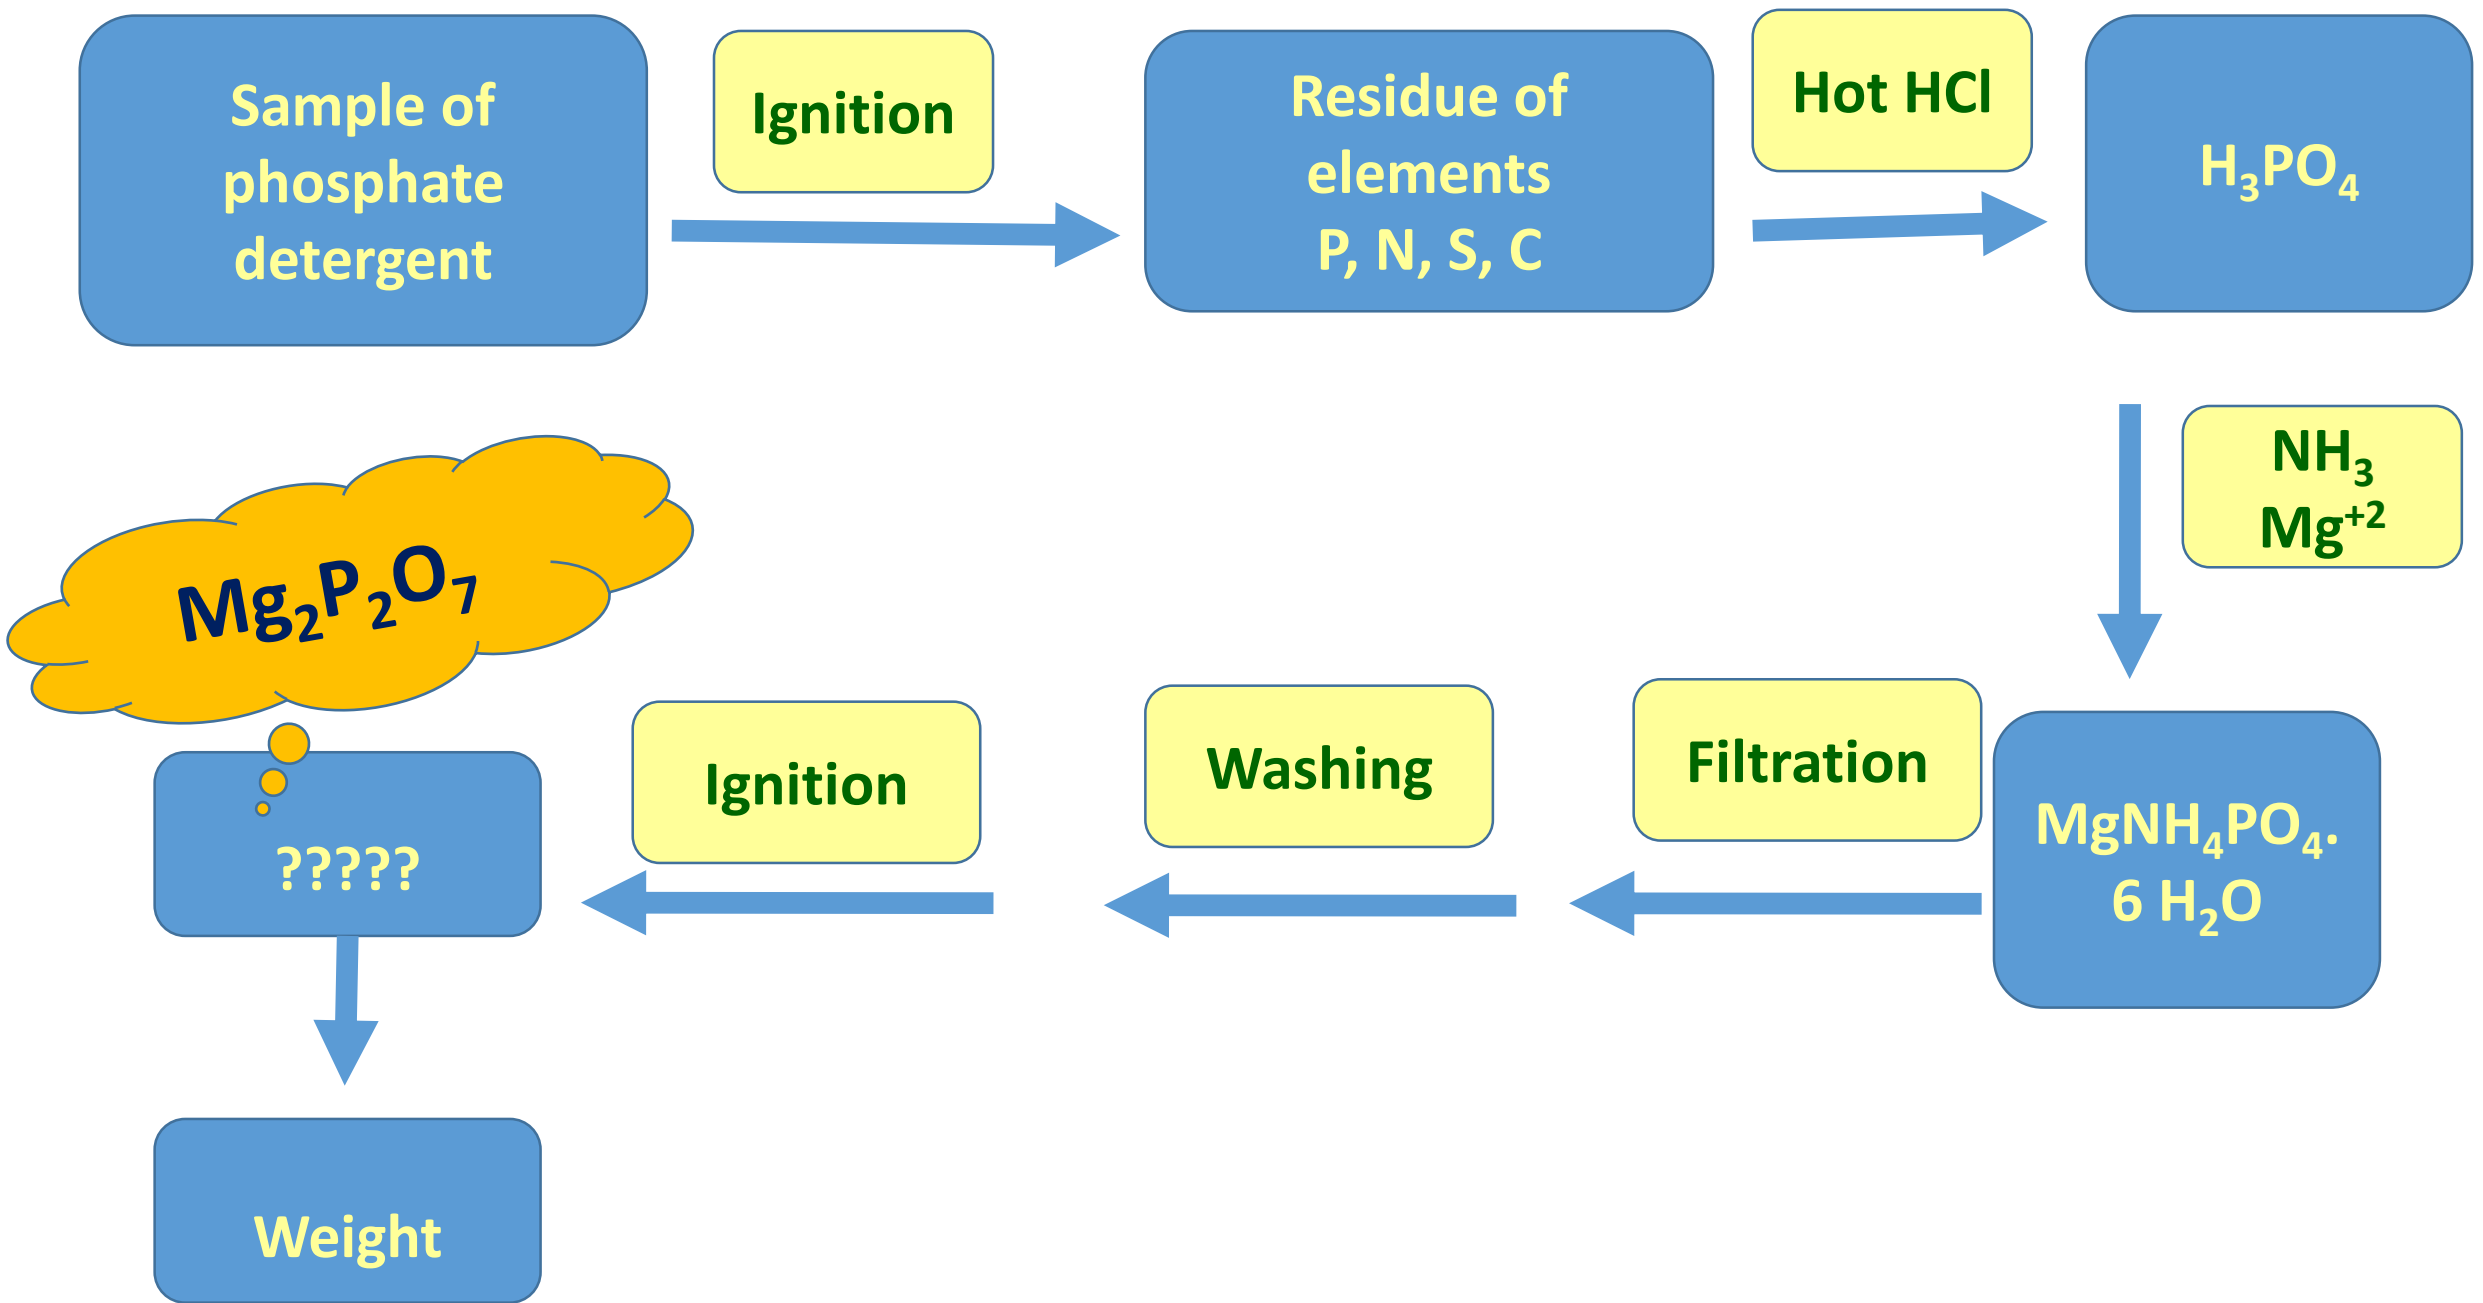 Sample of
phosphate
detergent
Ignition
Residue of
elements
P, N, S, C
Hot HCl
H₃PO₄
NH₃
Mg⁺²
MgNH₄PO₄.
6 H₂O
Filtration
Washing
Ignition
Mg₂P₂O₇
?????
Weight